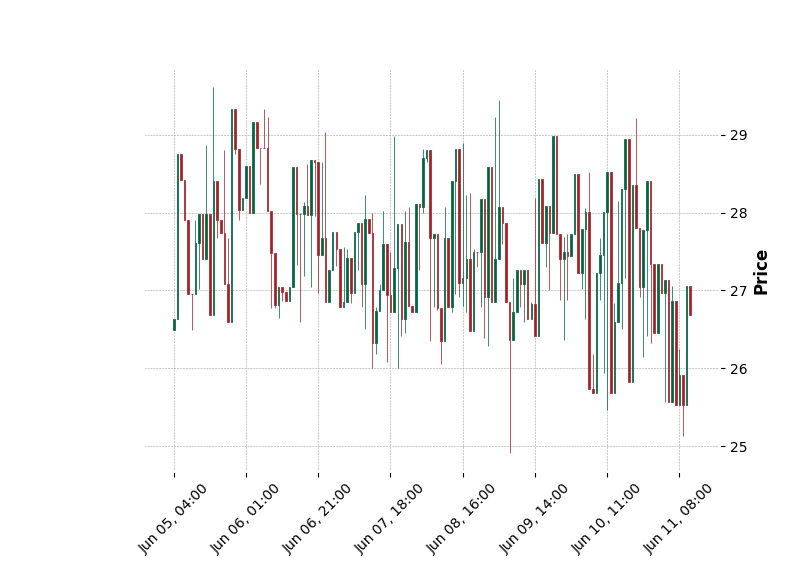 29
28
27
26
25
Price
Jun 05, 04:00
Jun 06, 01:00
Jun 06, 21:00
Jun 07, 18:00
Jun 08, 16:00
Jun 09, 14:00
Jun 10, 11:00
Jun 11, 08:00